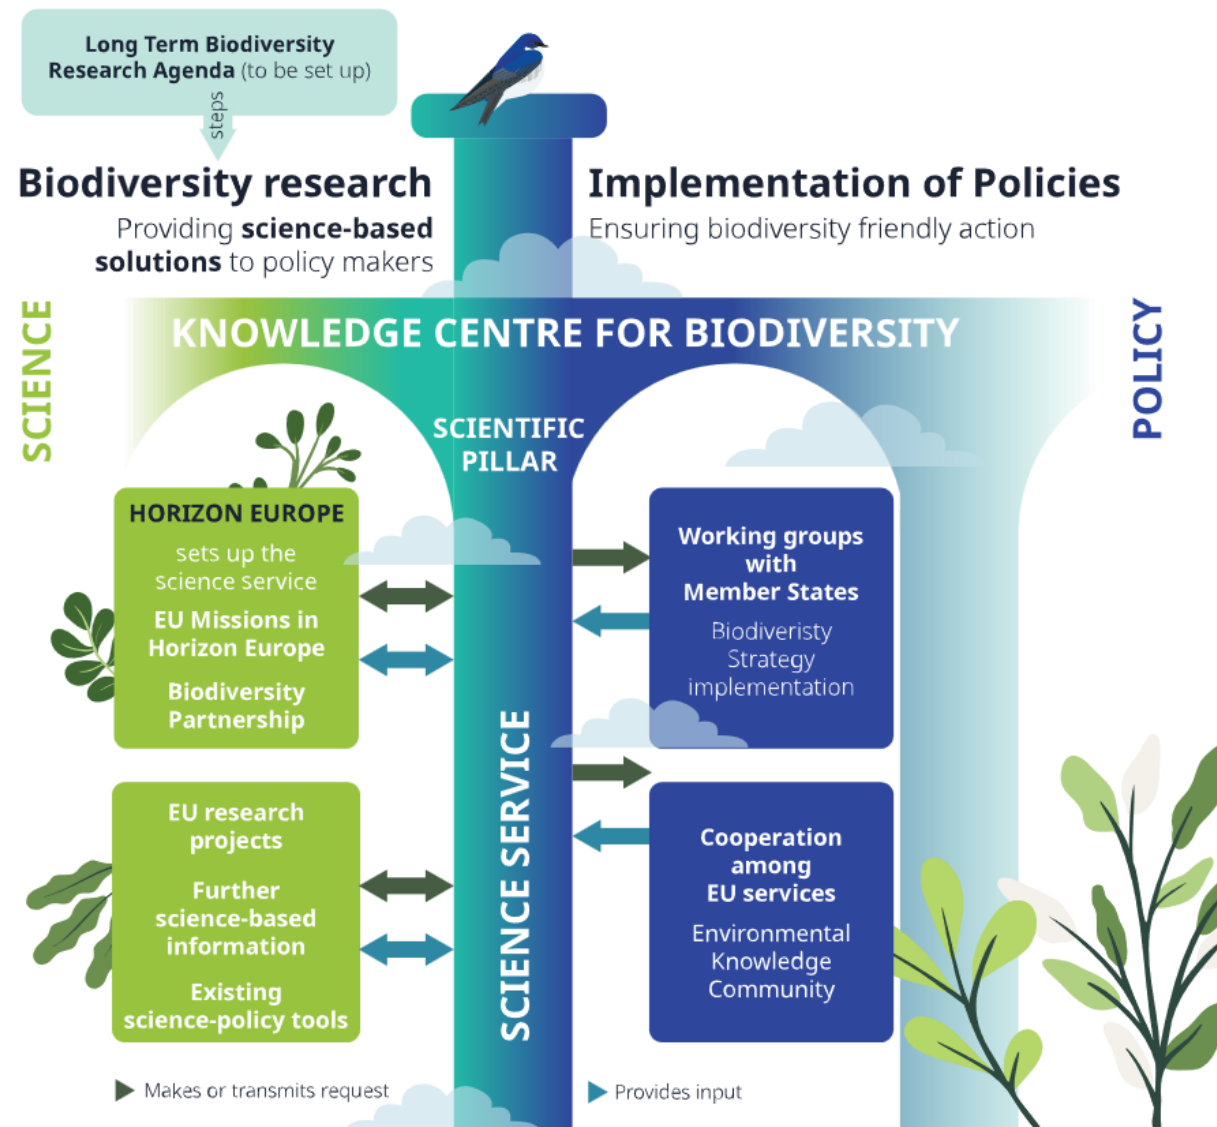 Long Term Biodiversity
Research Agenda (to be set up)
steps
Biodiversity research
Providing science-based
solutions to policy makers
Implementation of Policies
Ensuring biodiversity friendly action
SCIENCE
KNOWLEDGE CENTRE FOR BIODIVERSITY
POLICY
SCIENTIFIC
PILLAR
HORIZON EUROPE
sets up the
science service
EU Missions in
Horizon Europe
Biodiversity
Partnership
Working groups
with
Member States
Biodiveristy
Strategy
implementation
SCIENCE SERVICE
EU research
projects
Further
science-based
information
Existing
science-policy tools
Cooperation
among
EU services
Environmental
Knowledge
Community
Makes or transmits request
Provides input